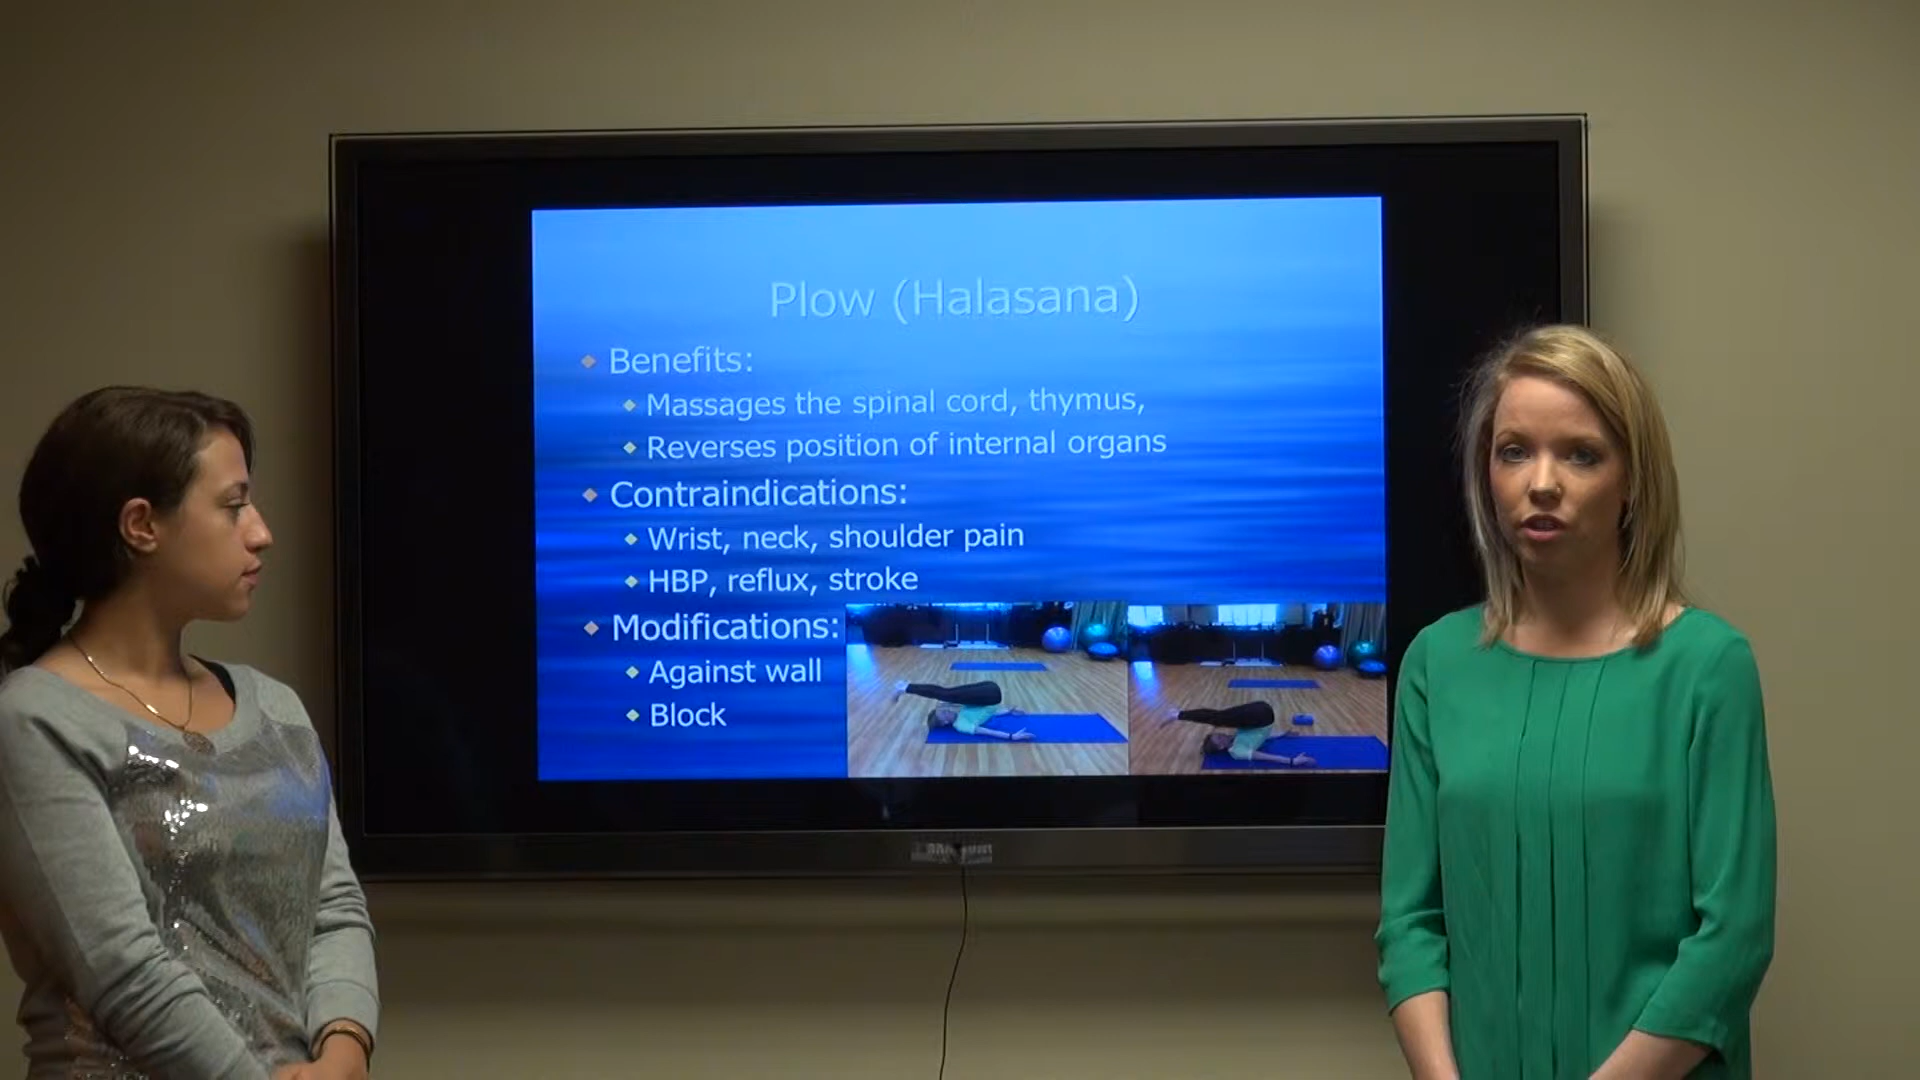 Plow (Halasana)
Benefits:
Massages the spinal cord, thymus,
Reverses position of internal organs
Contraindications:
Wrist, neck, shoulder pain
HBP, reflux, stroke
Modifications:
Against wall
Block